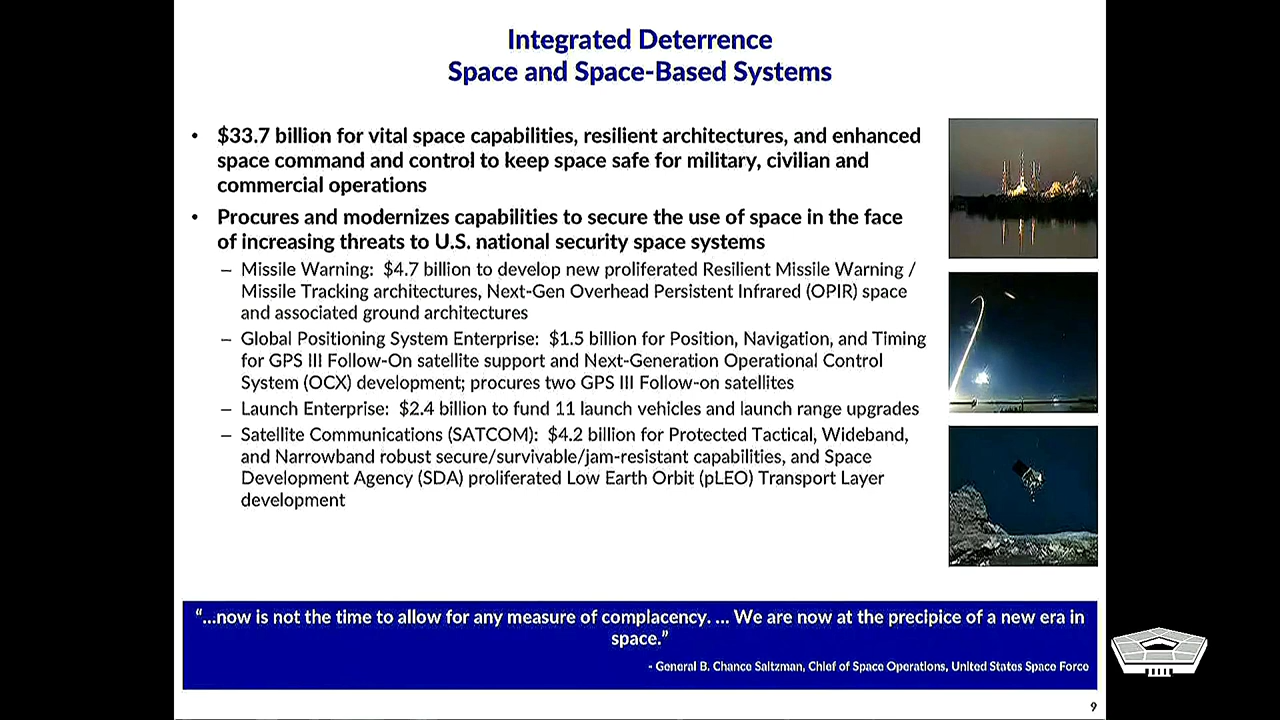 Integrated Deterrence
Space and Space-Based Systems
• $33.7 billion for vital space capabilities, resilient architectures, and enhanced
space command and control to keep space safe for military, civilian and
commercial operations
• Procures and modernizes capabilities to secure the use of space in the face
of increasing threats to U.S. national security space systems
– Missile Warning: $4.7 billion to develop new proliferated Resilient Missile Warning /
Missile Tracking architectures, Next-Gen Overhead Persistent Infrared (OPIR) space
and associated ground architectures
– Global Positioning System Enterprise: $1.5 billion for Position, Navigation, and Timing
for GPS III Follow-On satellite support and Next-Generation Operational Control
System (OCX) development; procures two GPS III Follow-on satellites
– Launch Enterprise: $2.4 billion to fund 11 launch vehicles and launch range upgrades
– Satellite Communications (SATCOM): $4.2 billion for Protected Tactical, Wideband,
and Narrowband robust secure/survivable/jam-resistant capabilities, and Space
Development Agency (SDA) proliferated Low Earth Orbit (pLEO) Transport Layer
development
“…now is not the time to allow for any measure of complacency. … We are now at the precipice of a new era in
space.”
- General B. Chance Saltzman, Chief of Space Operations, United States Space Force
9